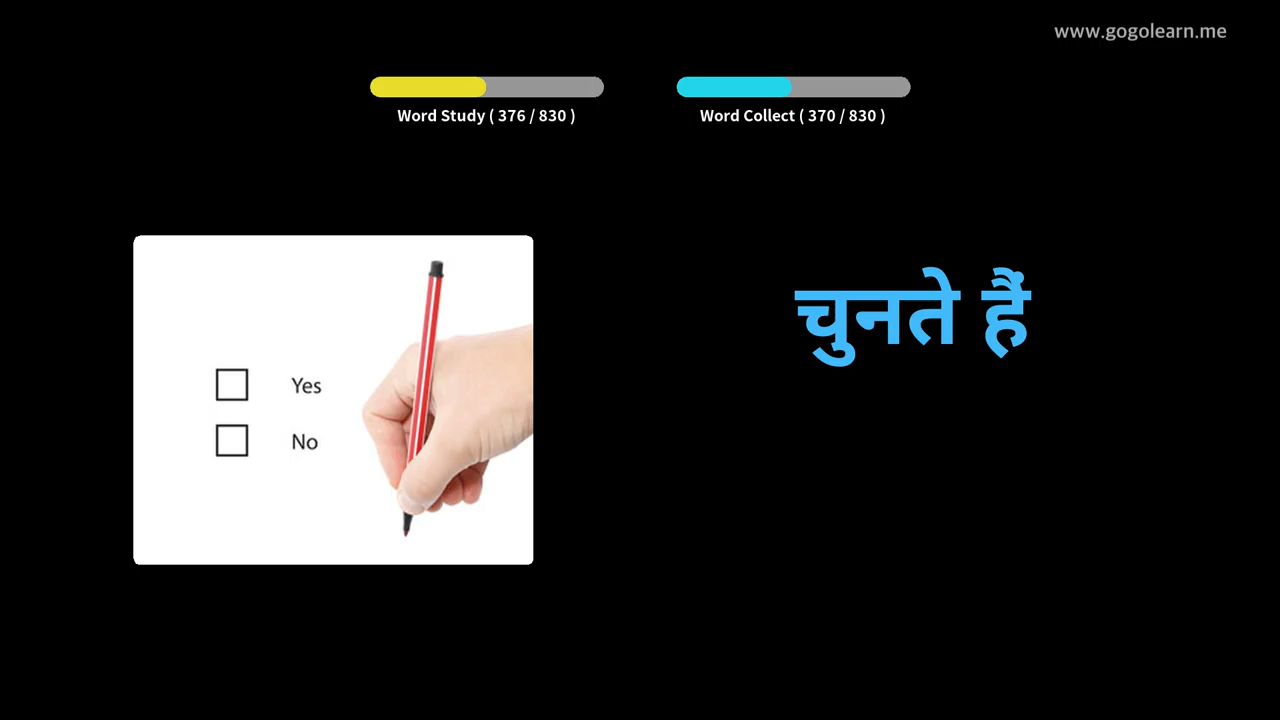 www.gogolearn.me
Word Study ( 376 / 830 )
Word Collect ( 370 / 830 )
चुनते हैं
Yes
No